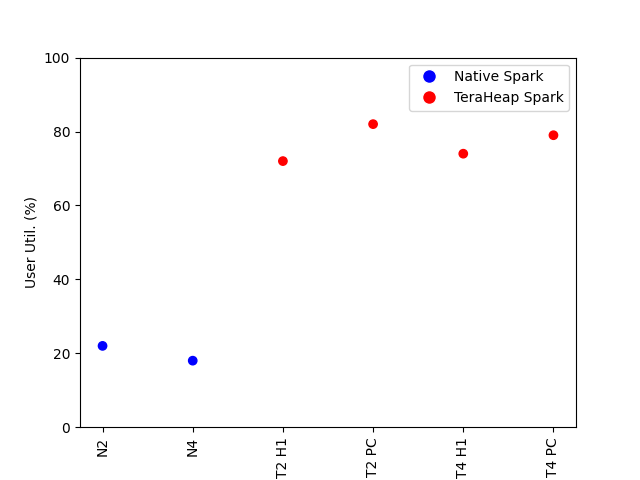 100
80
60
40
20
0
User Util. (%)
Native Spark
TeraHeap Spark
N2
N4
T2 H1
T2 PC
T4 H1
T4 PC